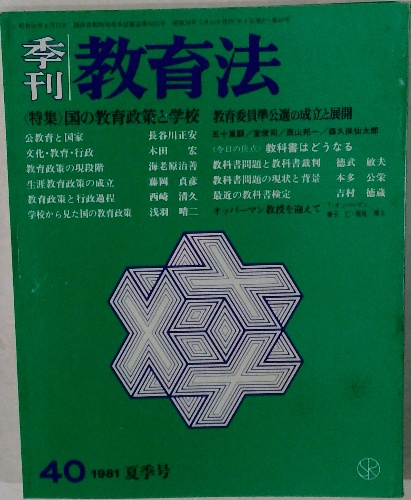 季刊 教育法
〈特集〉国の教育政策と学校
公教育と国家 長谷川正安
文化・教育・行政 木田 宏
教育政策の現段階 海老原治善
生涯教育政策の成立 藤岡 貞彦
教育政策と行政過程 西崎 清久
学校から見た国の教育政策 浅羽 晴二
教育委員準公選の成立と展開
〈今日の焦点〉教科書はどうなる
教科書問題と教科書裁判 徳武 敏夫
教科書問題の現状と背景 本多 公栄
最近の教科書検定 吉村 徳蔵
オッパーマン教授を迎えて
40 1981 夏季号